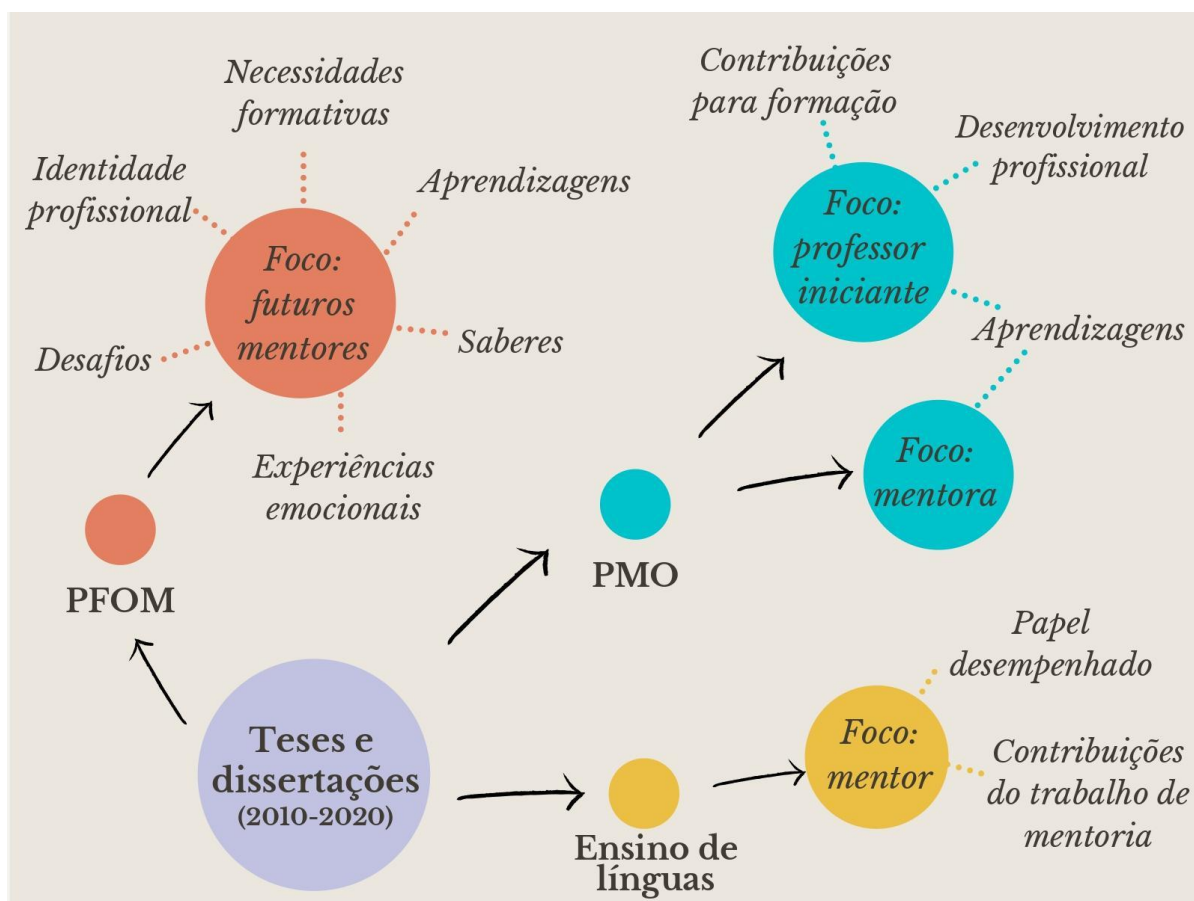 Necessidades
formativas
Identidade
profissional
Aprendizagens
Foco:
futuros
mentores
Desafios
Saberes
Experiências
emocionais
PFOM
Contribuições
para formação
Desenvolvimento
profissional
Foco:
professor
iniciante
Aprendizagens
Foco:
mentora
PMO
Teses e
dissertações
(2010-2020)
Ensino de
línguas
Foco:
mentor
Papel
desempenhado
Contribuições
do trabalho de
mentoria